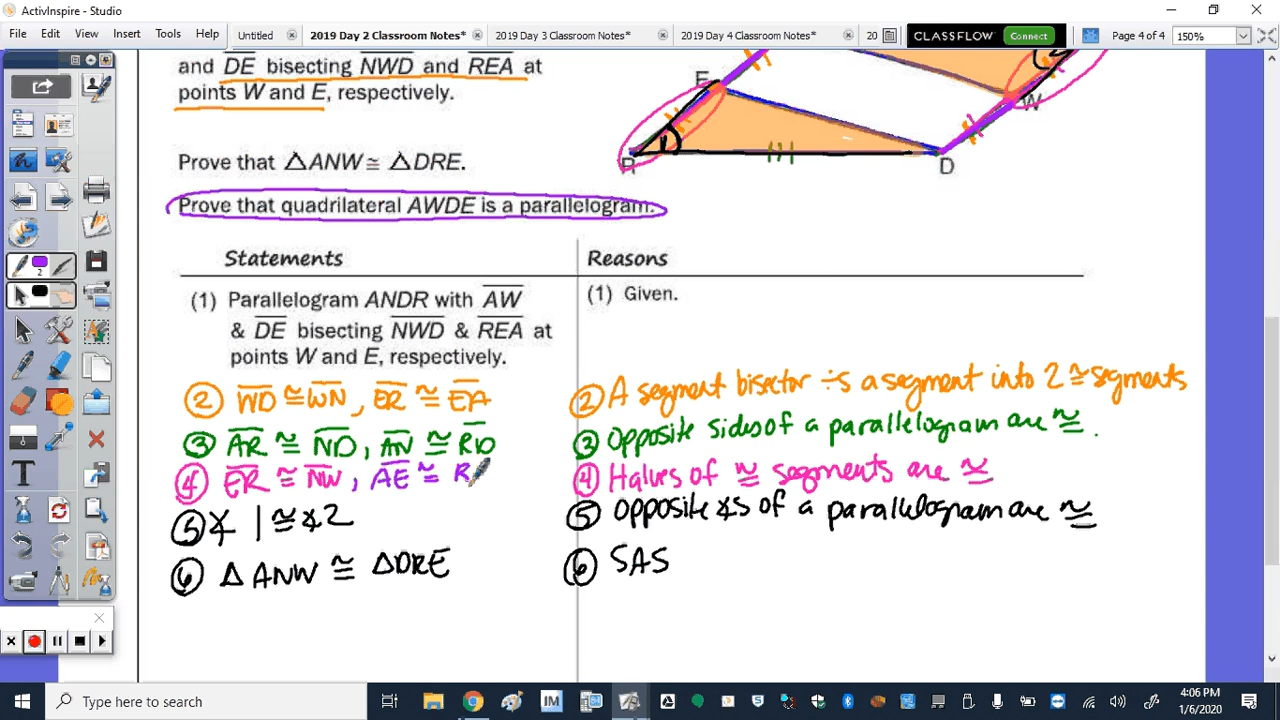 ActivInspire - Studio
File Edit View Insert Tools Help
Untitled 2019 Day 2 Classroom Notes* 2019 Day 3 Classroom Notes* 2019 Day 4 Classroom Notes* 20
CLASSFLOW Connect Page 4 of 4 150%
and DE bisecting NWD and REA at
points W and E, respectively.
E
W
R
D
1
2
Prove that △ANW ≅ △DRE.
Prove that quadrilateral AWDE is a parallelogram.
Statements Reasons
(1) Parallelogram ANDR with AW
& DE bisecting NWD & REA at
points W and E, respectively.
(1) Given.
② WD ≅ WN, ER ≅ EA
② A segment bisector ÷s a segment into 2 ≅ segments
③ AR ≅ ND, AN ≅ RD
③ Opposite sides of a parallelogram are ≅.
④ ER ≅ NW, AE ≅ R
④ Halves of ≅ segments are ≅
⑤ ∡ 1 ≅ ∡2
⑤ Opposite ∡s of a parallelogram are ≅
⑥ △ ANW ≅ △DRE
⑥ SAS
2
T
Type here to search
IM
4:06 PM
1/6/2020